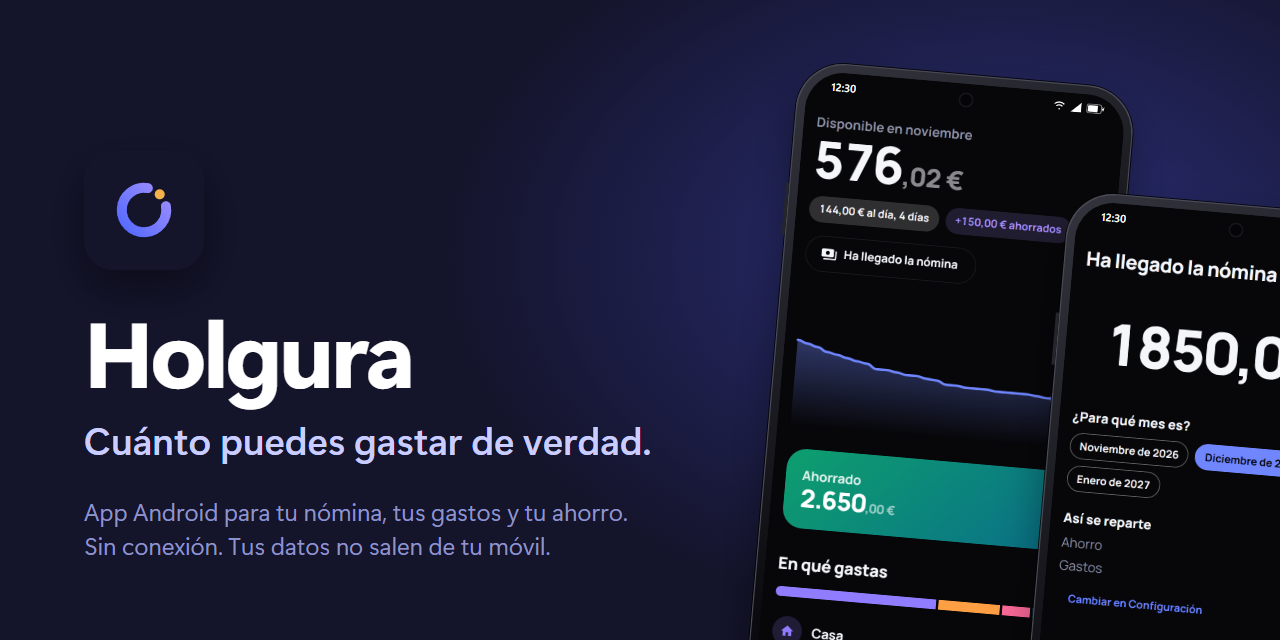 Holgura
Cuánto puedes gastar de verdad.
App Android para tu nómina, tus gastos y tu ahorro.
Sin conexión. Tus datos no salen de tu móvil.
12:30
Disponible en noviembre
576,02 €
144,00 € al día, 4 días
+150,00 € ahorrados
Ha llegado la nómina
Ahorrado
2.650,00 €
En qué gastas
Casa
12:30
Ha llegado la nómina
1850,0
¿Para qué mes es?
Noviembre de 2026
Diciembre de 2
Enero de 2027
Así se reparte
Ahorro
Gastos
Cambiar en Configuración